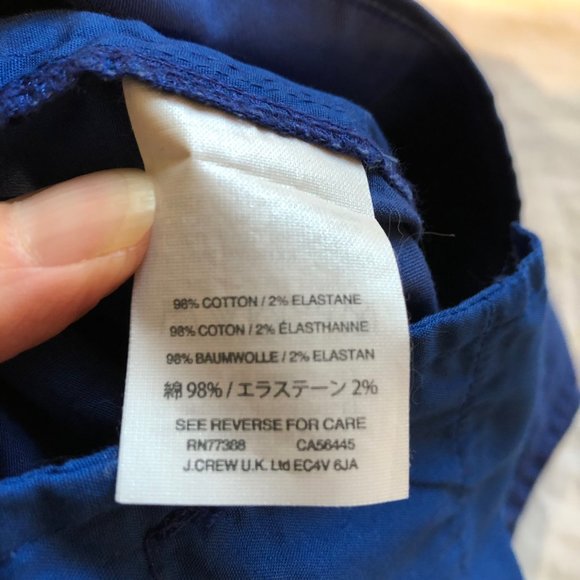 98% COTTON / 2% ELASTANE
98% COTON / 2% ÉLASTHANNE
98% BAUMWOLLE / 2% ELASTAN
綿 98% / エラステーン 2%
SEE REVERSE FOR CARE
RN77388 CA56445
J.CREW U.K. Ltd EC4V 6JA